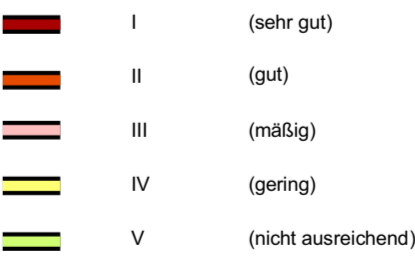 I (sehr gut)
II (gut)
III (mäßig)
IV (gering)
V (nicht ausreichend)